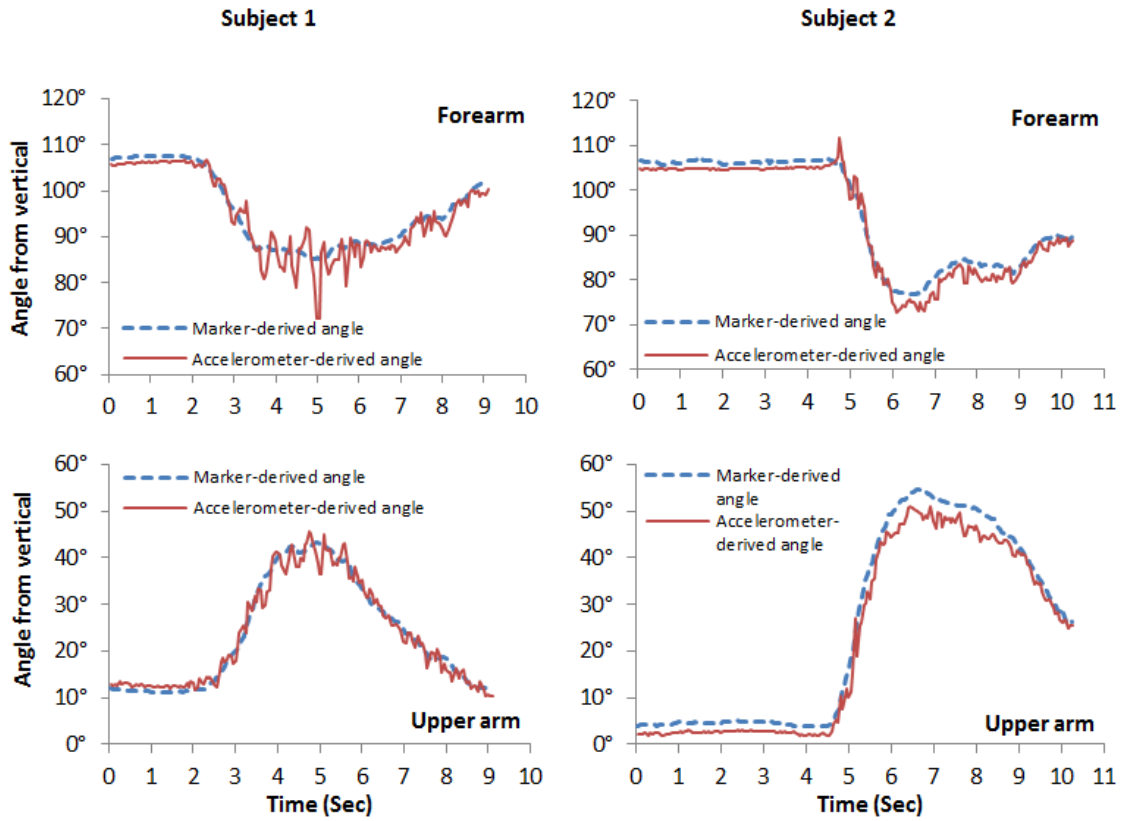 Subject 1
Subject 2
120°
110°
100°
90°
80°
70°
60°
Angle from vertical
Forearm
Marker-derived angle
Accelerometer-derived angle
0 1 2 3 4 5 6 7 8 9 10
120°
110°
100°
90°
80°
70°
60°
Forearm
Marker-derived angle
Accelerometer-derived angle
0 1 2 3 4 5 6 7 8 9 10 11
60°
50°
40°
30°
20°
10°
0°
Angle from vertical
Marker-derived angle
Accelerometer-derived angle
Upper arm
0 1 2 3 4 5 6 7 8 9 10
Time (Sec)
60°
50°
40°
30°
20°
10°
0°
Marker-derived
angle
Accelerometer-
derived angle
Upper arm
0 1 2 3 4 5 6 7 8 9 10 11
Time (Sec)